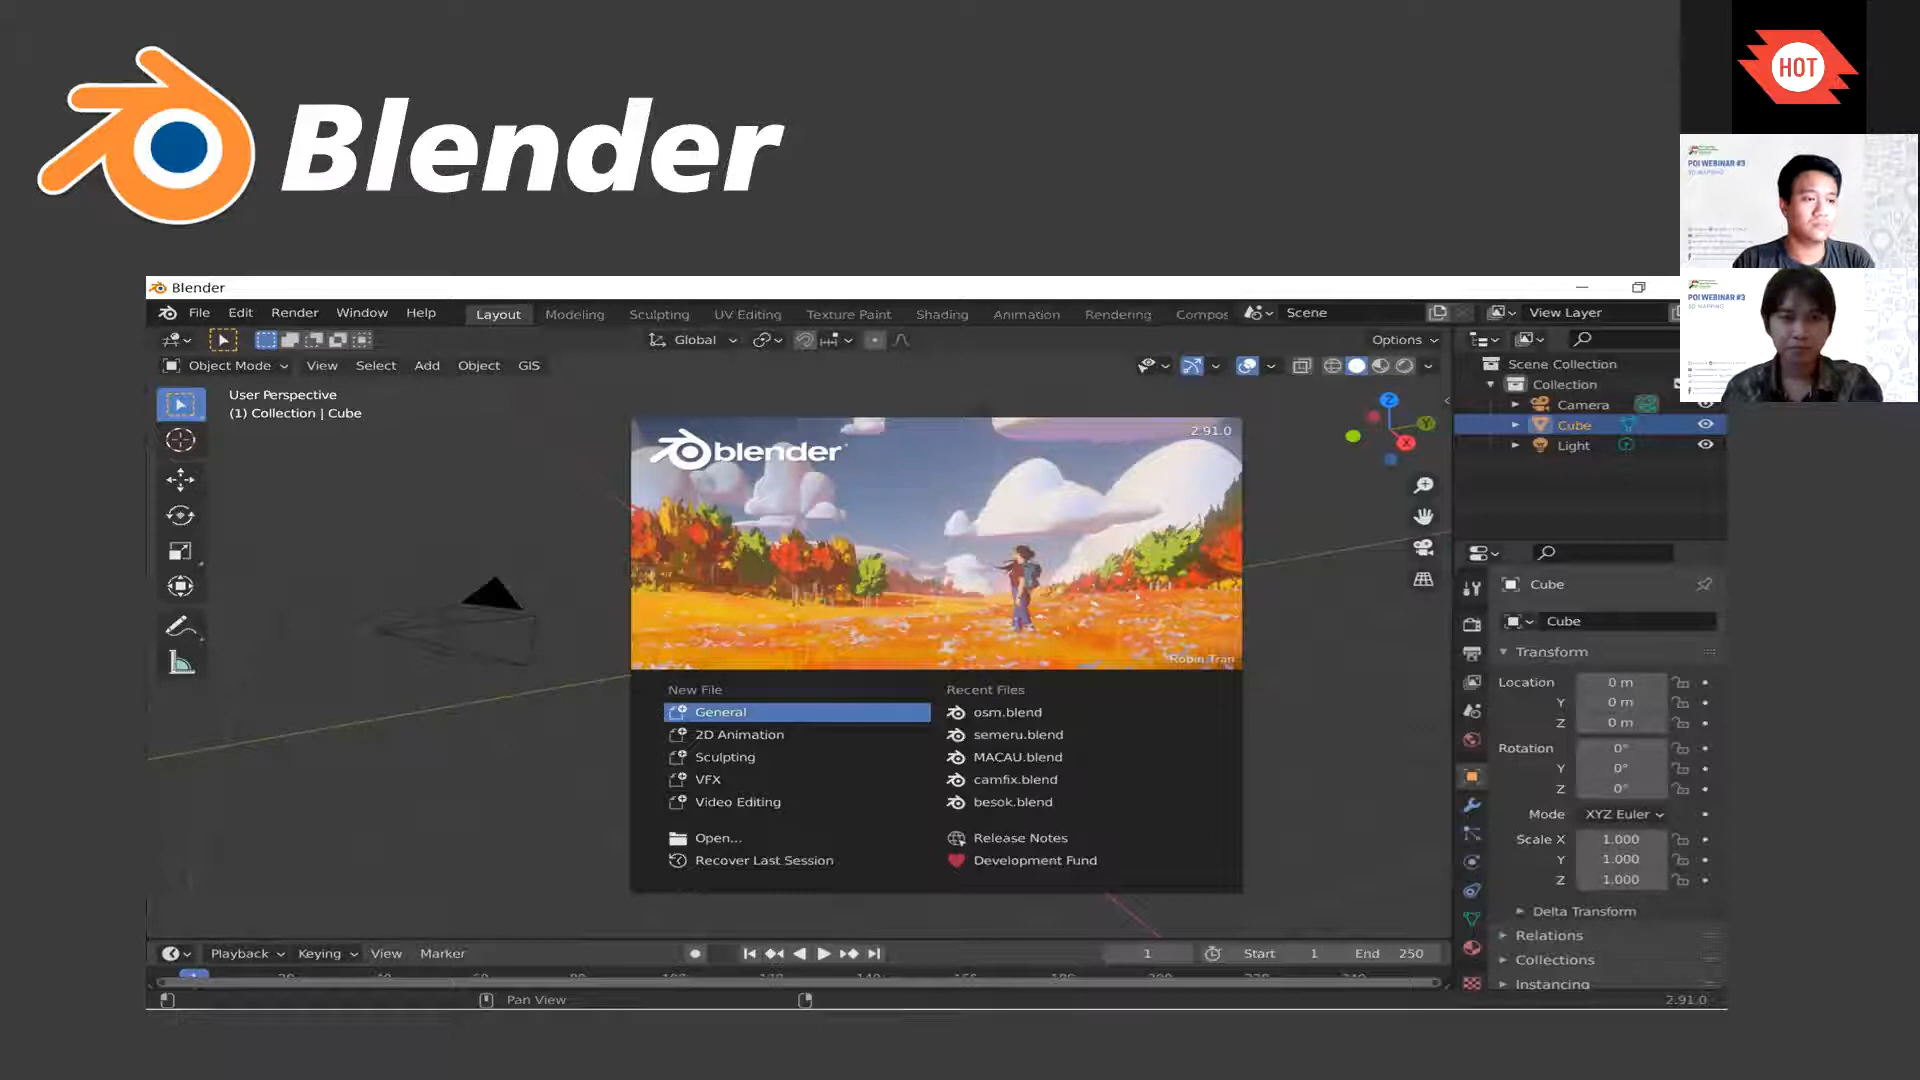 Blender
HOT
POI WEBINAR #3
3D MAPPING
POI WEBINAR #3
3D MAPPING
Blender
File Edit Render Window Help Layout Modeling Sculpting UV Editing Texture Paint Shading Animation Rendering Compos Scene View Layer
Global Options
Object Mode View Select Add Object GIS
User Perspective
(1) Collection | Cube
Z
Y
X
Scene Collection
Collection
Camera
Cube
Light
blender
2.91.0
Robin Tran
New File
General
2D Animation
Sculpting
VFX
Video Editing
Open...
Recover Last Session
Recent Files
osm.blend
semeru.blend
MACAU.blend
camfix.blend
besok.blend
Release Notes
Development Fund
Cube
Cube
Transform
Location 0 m
Y 0 m
Z 0 m
Rotation 0°
Y 0°
Z 0°
Mode XYZ Euler
Scale X 1.000
Y 1.000
Z 1.000
Delta Transform
Relations
Collections
Instancing
Playback Keying View Marker 1 Start 1 End 250
Pan View
2.91.0